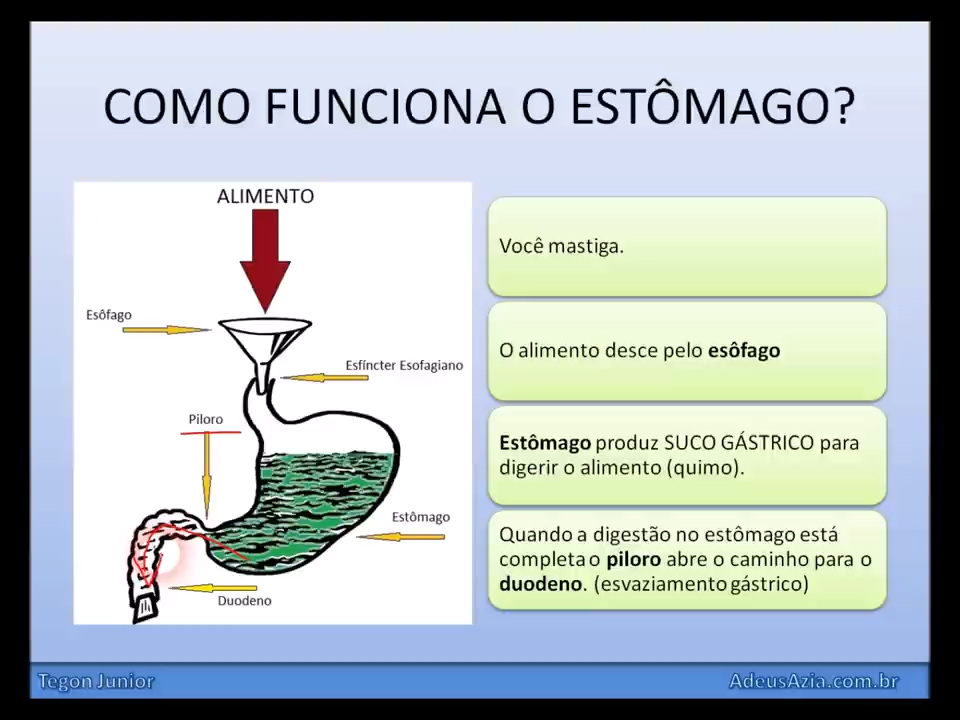 COMO FUNCIONA O ESTÔMAGO?
ALIMENTO
Esôfago
Esfíncter Esofagiano
Piloro
Estômago
Duodeno
Você mastiga.
O alimento desce pelo esôfago
Estômago produz SUCO GÁSTRICO para
digerir o alimento (quimo).
Quando a digestão no estômago está
completa o piloro abre o caminho para o
duodeno. (esvaziamento gástrico)
Tegon Junior
AdeusAzia.com.br